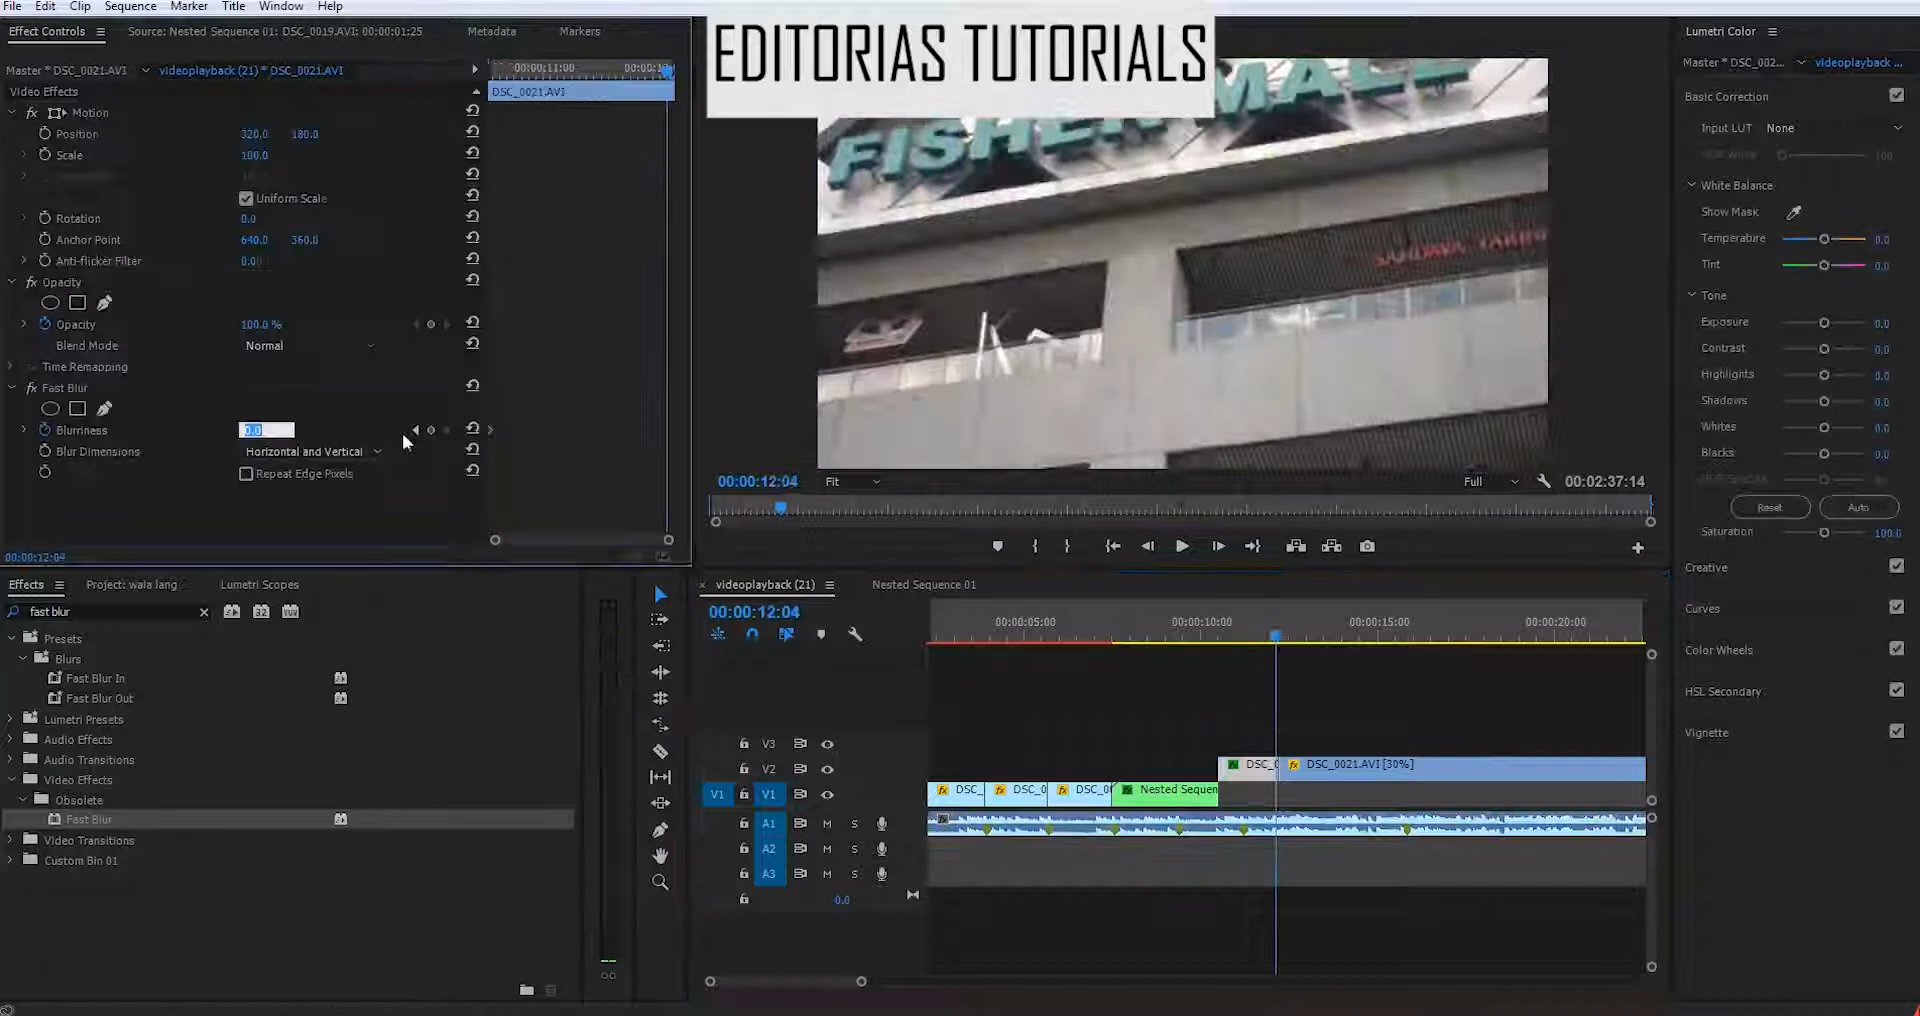 File Edit Clip Sequence Marker Title Window Help
Effect Controls Source: Nested Sequence 01: DSC_0019.AVI: 00:00:01:25 Metadata Markers
Master * DSC_0021.AVI videoplayback (21) * DSC_0021.AVI
00:00:11:00
Video Effects
DSC_0021.AVI
Motion
Position 320.0 180.0
Scale 100.0
Uniform Scale
Rotation 0.0
Anchor Point 640.0 360.0
Anti-flicker Filter 0.00
Opacity
Opacity 100.0 %
Blend Mode Normal
Time Remapping
Fast Blur
Blurriness 0.0
Blur Dimensions Horizontal and Vertical
Repeat Edge Pixels
00:00:12:04
EDITORIAS TUTORIALS
FISHER MALL
00:00:12:04 Fit Full 00:02:37:14
Lumetri Color
Master * DSC_002... videoplayback ...
Basic Correction
Input LUT None
White Balance
Show Mask
Temperature 0.0
Tint 0.0
Tone
Exposure 0.0
Contrast 0.0
Highlights 0.0
Shadows 0.0
Whites 0.0
Blacks 0.0
Reset Auto
Saturation 100.0
Creative
Curves
Color Wheels
HSL Secondary
Vignette
Effects Project: wala lang Lumetri Scopes
fast blur
Presets
Blurs
Fast Blur In
Fast Blur Out
Lumetri Presets
Audio Effects
Audio Transitions
Video Effects
Obsolete
Fast Blur
Video Transitions
Custom Bin 01
videoplayback (21) Nested Sequence 01
00:00:12:04
00:00:05:00 00:00:10:00 00:00:15:00 00:00:20:00
V3
V2 DSC_0 DSC_0021.AVI [30%]
V1 V1 DSC_ DSC_0 DSC_00 Nested Sequen
A1 M S
A2 M S
A3 M S
0.0